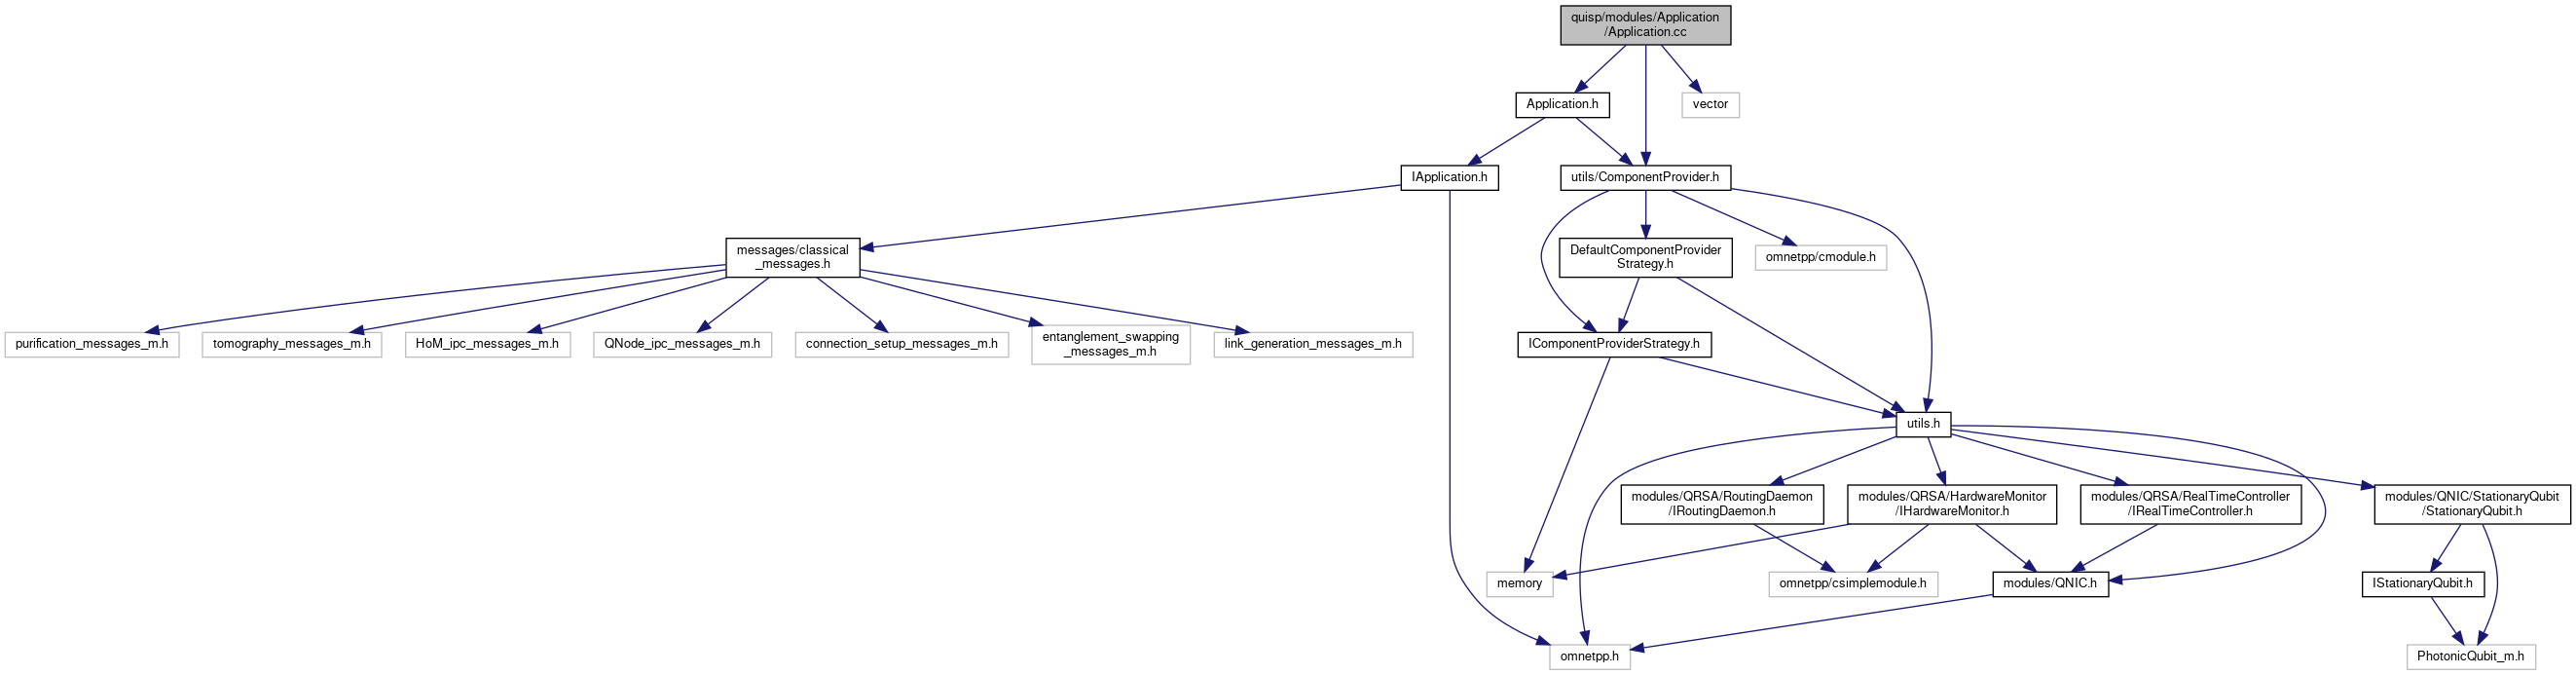 quisp/modules/Application
/Application.cc
Application.h
vector
IApplication.h
utils/ComponentProvider.h
messages/classical
_messages.h
DefaultComponentProvider
Strategy.h
omnetpp/cmodule.h
purification_messages_m.h
tomography_messages_m.h
HoM_ipc_messages_m.h
QNode_ipc_messages_m.h
connection_setup_messages_m.h
entanglement_swapping
_messages_m.h
link_generation_messages_m.h
IComponentProviderStrategy.h
utils.h
modules/QRSA/RoutingDaemon
/IRoutingDaemon.h
modules/QRSA/HardwareMonitor
/IHardwareMonitor.h
modules/QRSA/RealTimeController
/IRealTimeController.h
modules/QNIC/StationaryQubit
/StationaryQubit.h
memory
omnetpp/csimplemodule.h
modules/QNIC.h
IStationaryQubit.h
omnetpp.h
PhotonicQubit_m.h